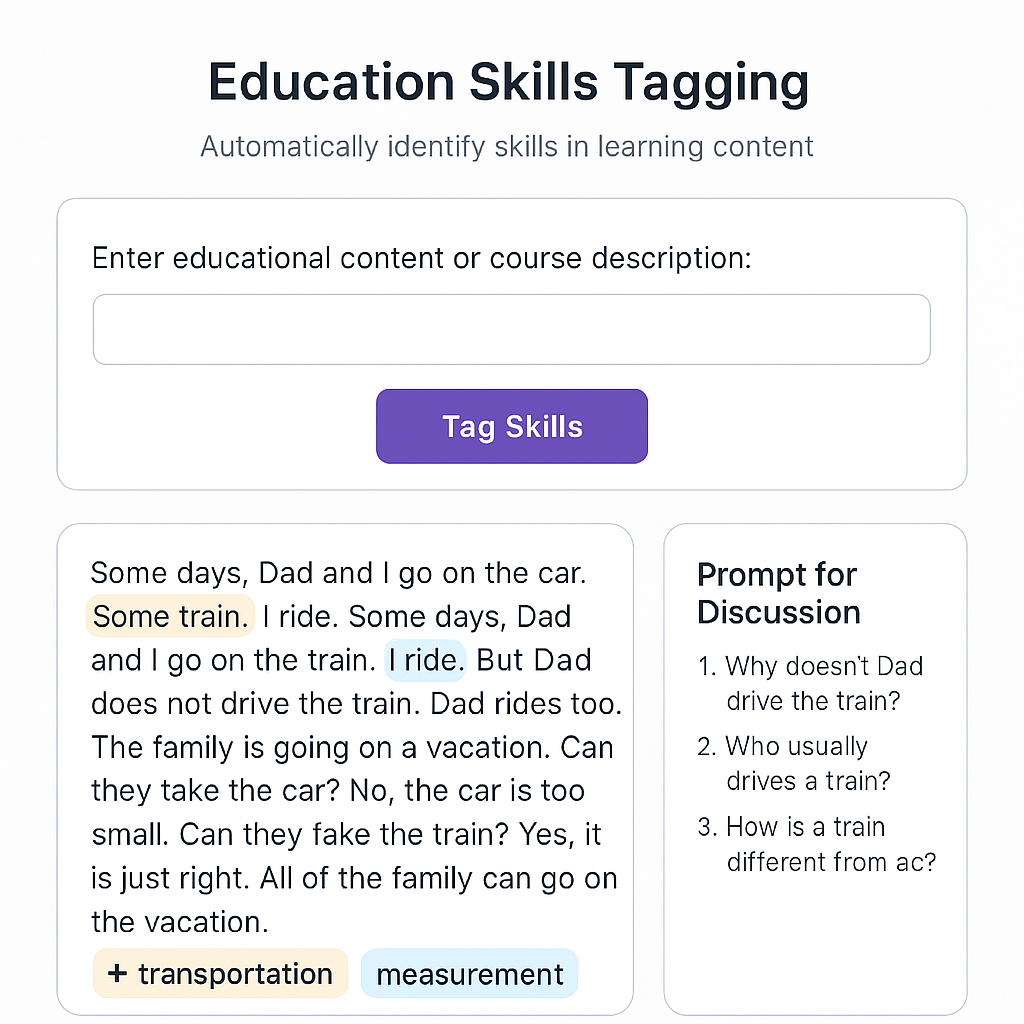 Education Skills Tagging
Automatically identify skills in learning content
Enter educational content or course description:
Tag Skills
Some days, Dad and I go on the car.
Some train. I ride. Some days, Dad
and I go on the train. I ride. But Dad
does not drive the train. Dad rides too.
The family is going on a vacation. Can
they take the car? No, the car is too
small. Can they fake the train? Yes, it
is just right. All of the family can go on
the vacation.
+ transportation measurement
Prompt for
Discussion
1. Why doesn't Dad
drive the train?
2. Who usually
drives a train?
3. How is a train
different from ac?